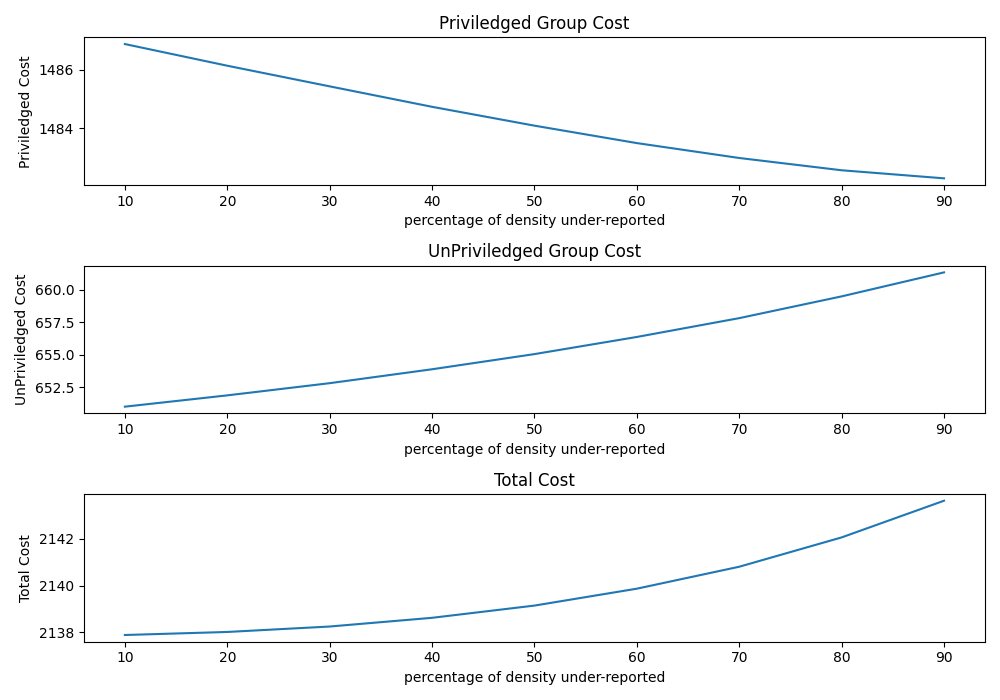 Priviledged Group Cost
Priviledged Cost
1486
1484
10 20 30 40 50 60 70 80 90
percentage of density under-reported
UnPriviledged Group Cost
UnPriviledged Cost
660.0
657.5
655.0
652.5
10 20 30 40 50 60 70 80 90
percentage of density under-reported
Total Cost
Total Cost
2142
2140
2138
10 20 30 40 50 60 70 80 90
percentage of density under-reported